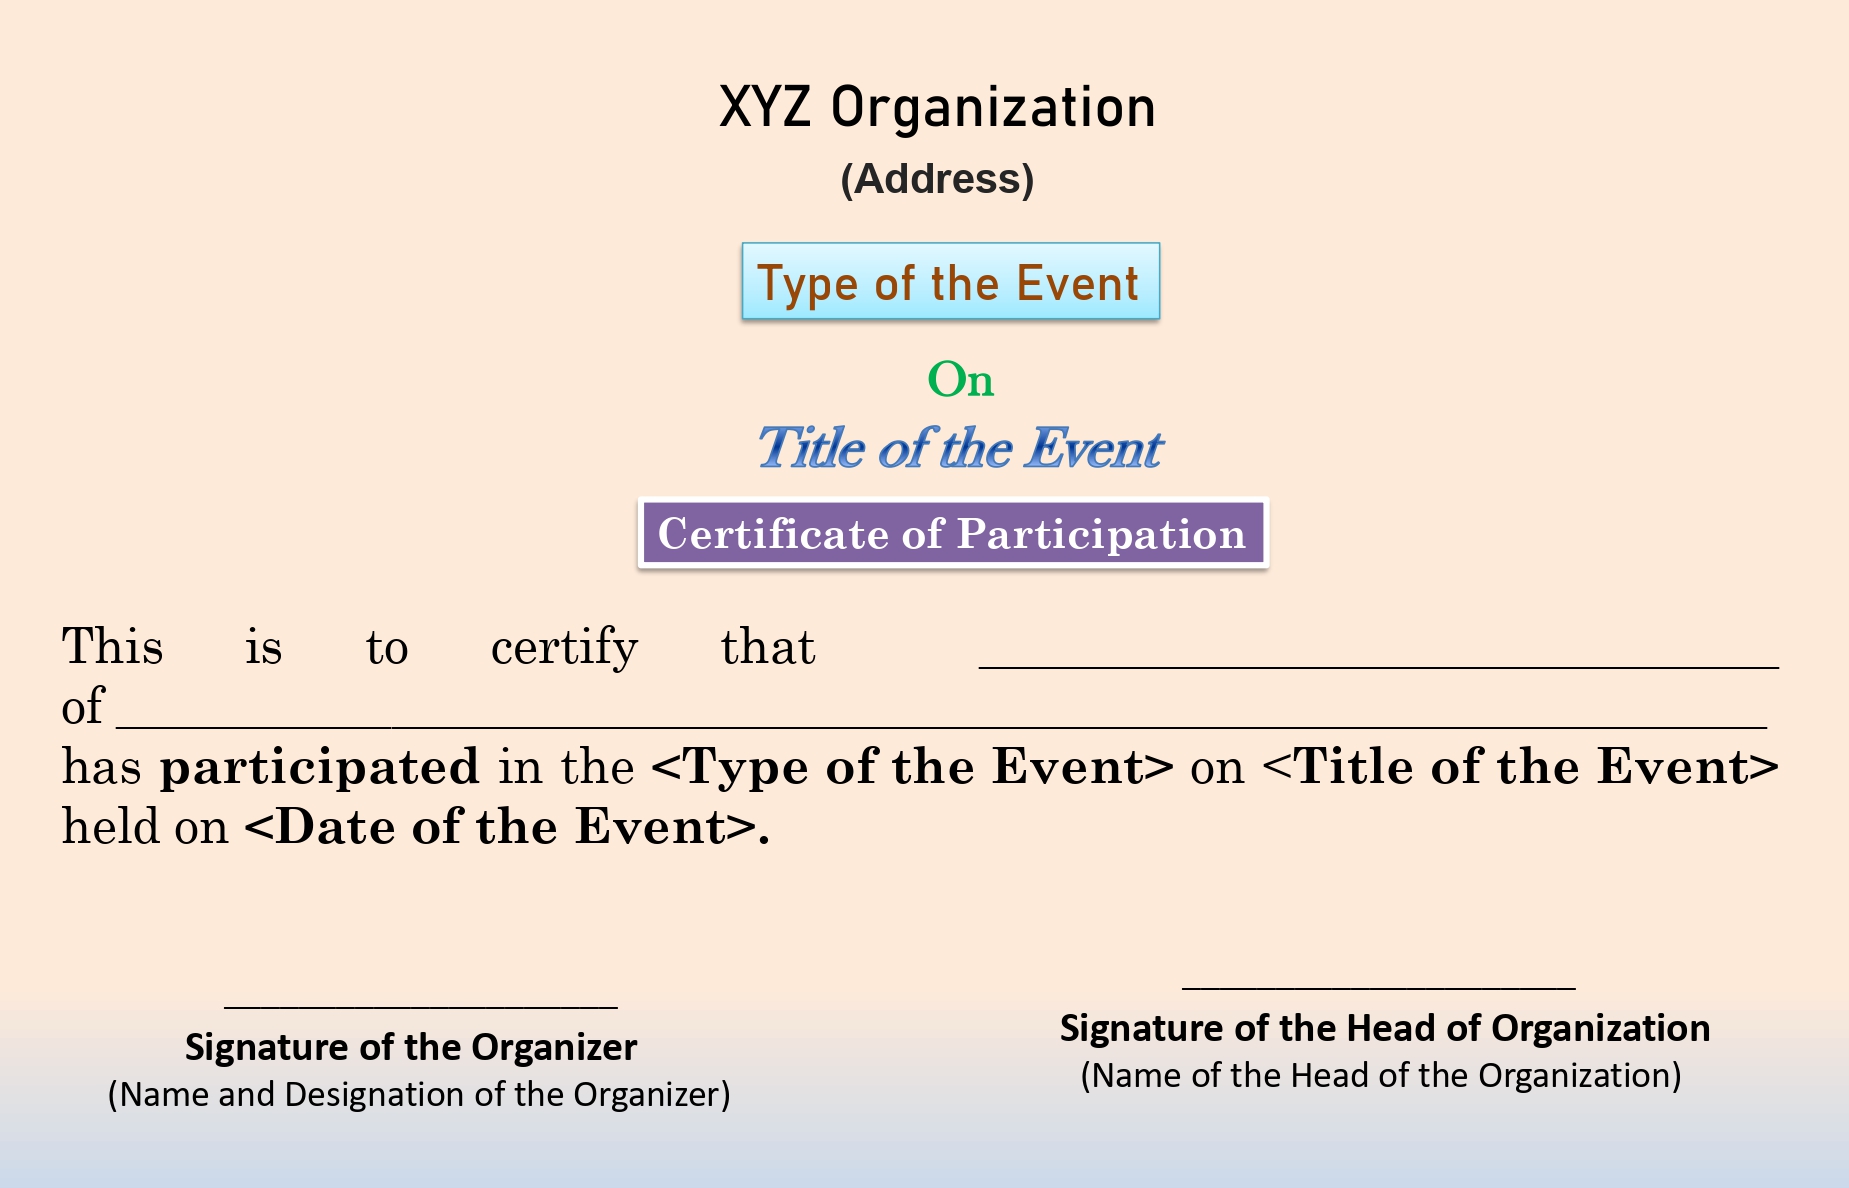 XYZ Organization
(Address)
Type of the Event
On
Title of the Event
Certificate of Participation
This is to certify that ________________________________
of __________________________________________________________________
has participated in the <Type of the Event> on <Title of the Event>
held on <Date of the Event>.
_____________________
Signature of the Organizer
(Name and Designation of the Organizer)
_____________________
Signature of the Head of Organization
(Name of the Head of the Organization)